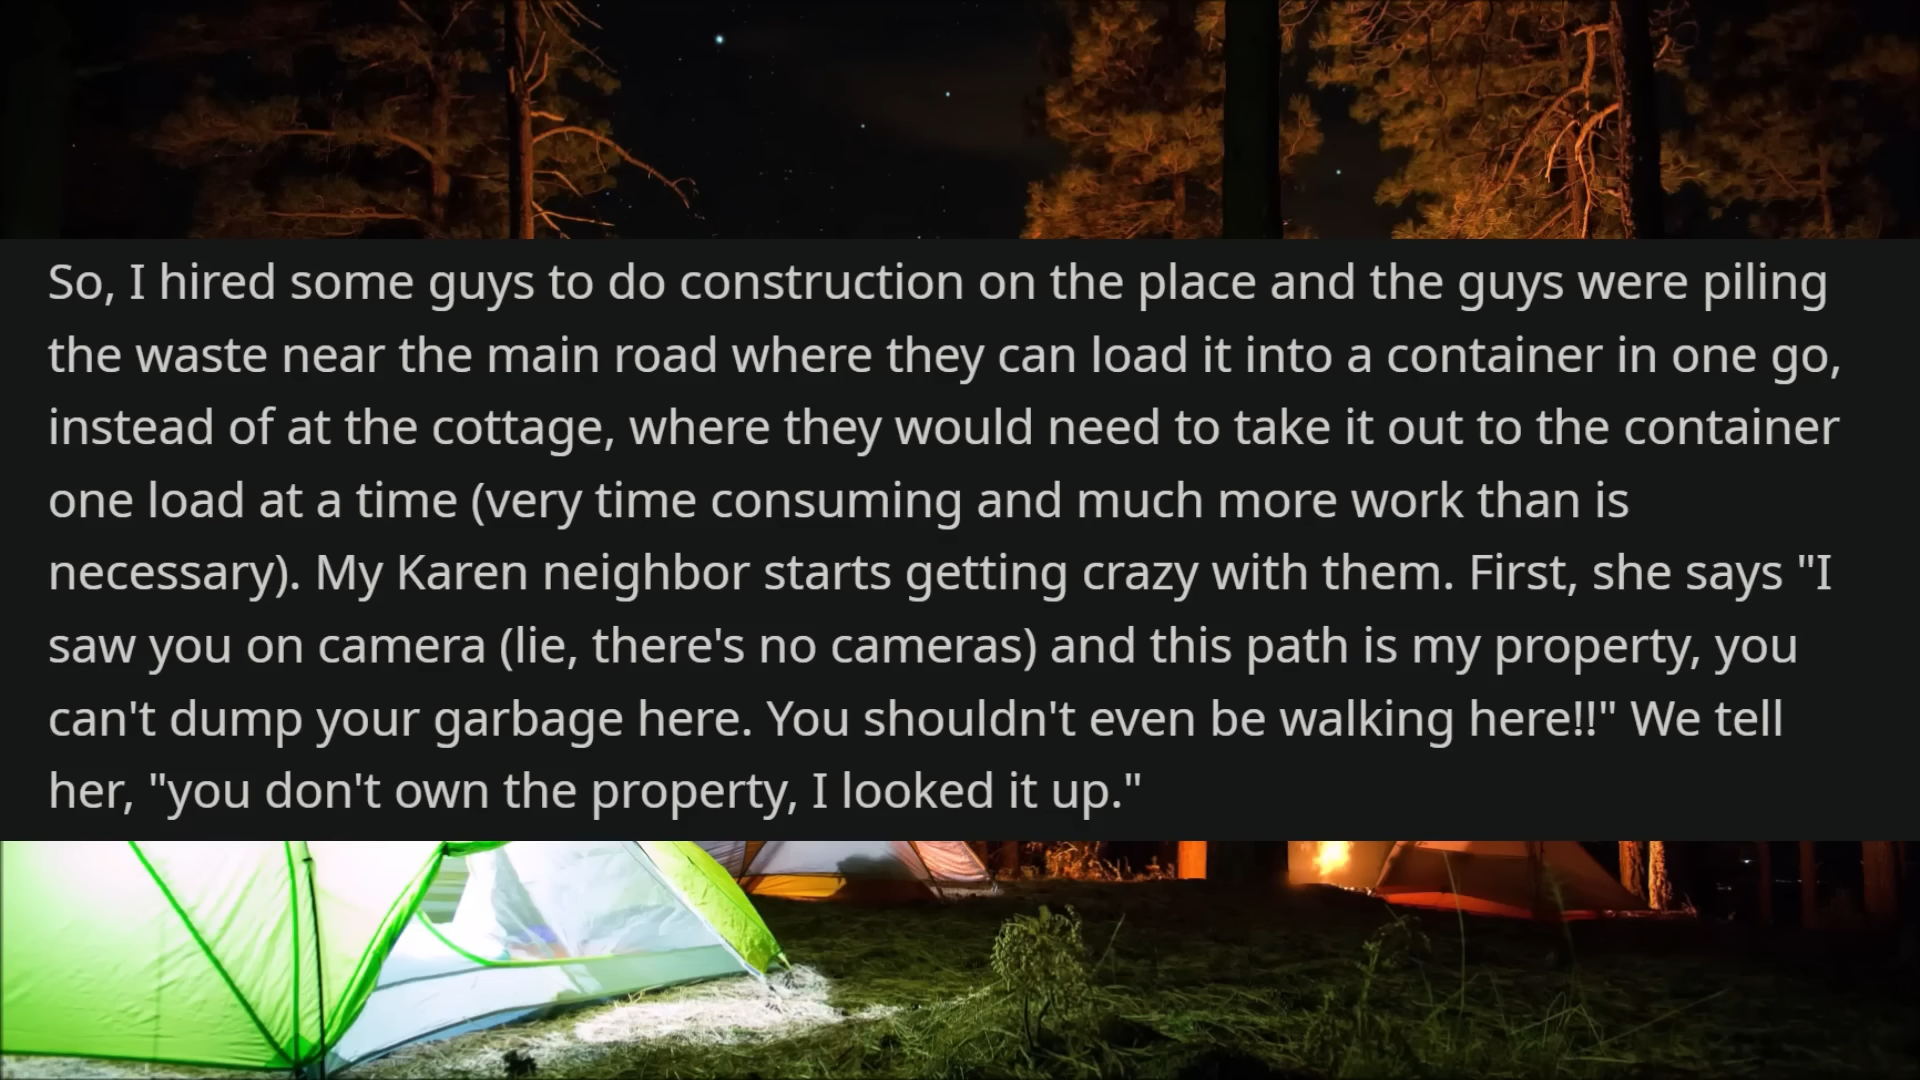 So, I hired some guys to do construction on the place and the guys were piling
the waste near the main road where they can load it into a container in one go,
instead of at the cottage, where they would need to take it out to the container
one load at a time (very time consuming and much more work than is
necessary). My Karen neighbor starts getting crazy with them. First, she says "I
saw you on camera (lie, there's no cameras) and this path is my property, you
can't dump your garbage here. You shouldn't even be walking here!!" We tell
her, "you don't own the property, I looked it up."